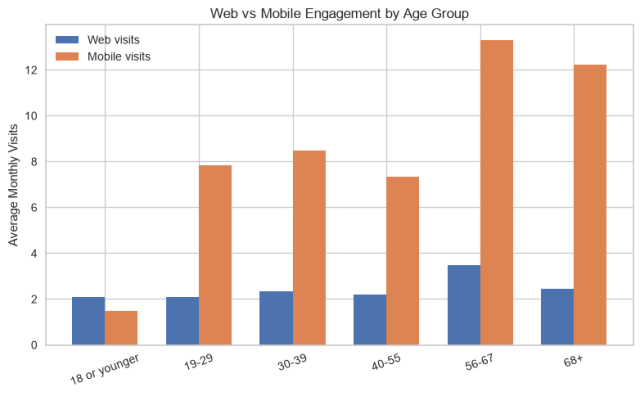 Web vs Mobile Engagement by Age Group
Web visits
Mobile visits
Average Monthly Visits
12
10
8
6
4
2
0
18 or younger
19-29
30-39
40-55
56-67
68+